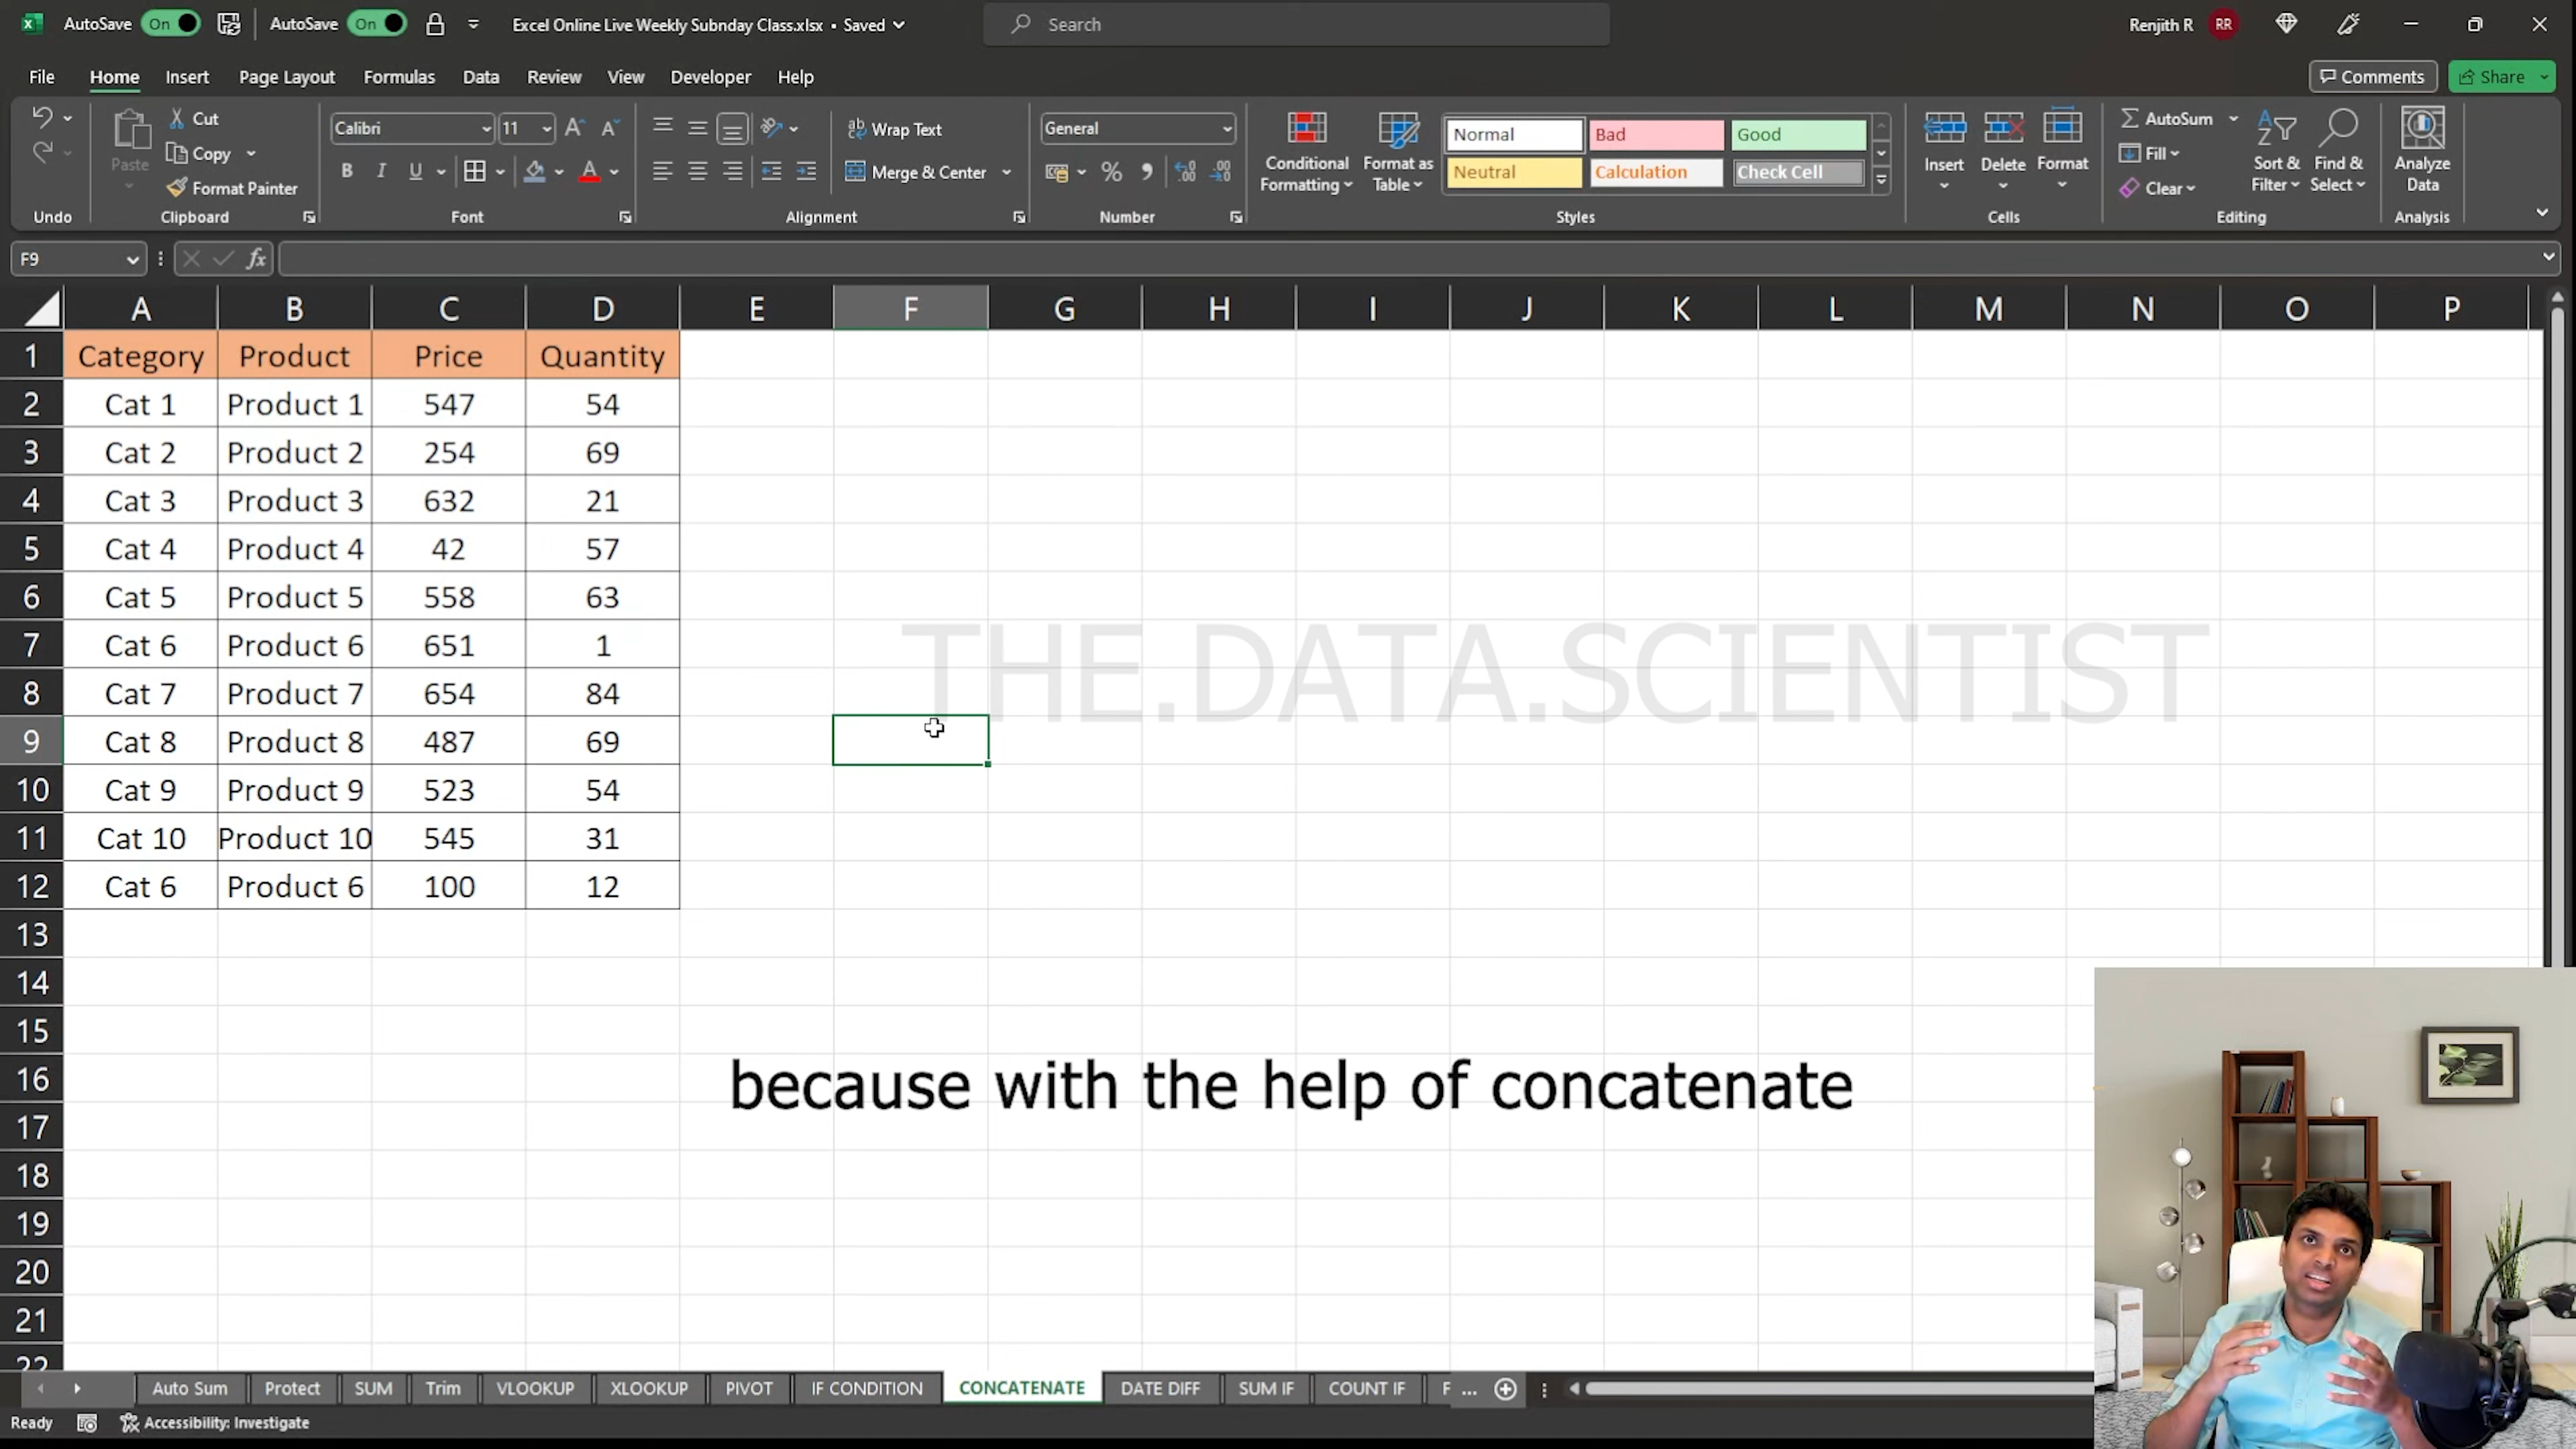 AutoSave On AutoSave On Excel Online Live Weekly Subnday Class.xlsx • Saved Search Renjith R RR
File Home Insert Page Layout Formulas Data Review View Developer Help Comments Share
Paste Cut Copy Format Painter
Calibri 11 A A B I U A
ab Wrap Text Merge & Center
General % 9
Conditional Formatting Format as Table
Normal Bad Good
Neutral Calculation Check Cell
Insert Delete Format
AutoSum Fill Clear Sort & Filter Find & Select
Analyze Data
Undo Clipboard Font Alignment Number Styles Cells Editing Analysis
F9 fx
A B C D E F G H I J K L M N O P
1 Category Product Price Quantity
2 Cat 1 Product 1 547 54
3 Cat 2 Product 2 254 69
4 Cat 3 Product 3 632 21
5 Cat 4 Product 4 42 57
6 Cat 5 Product 5 558 63
7 Cat 6 Product 6 651 1
THE.DATA.SCIENTIST
8 Cat 7 Product 7 654 84
9 Cat 8 Product 8 487 69
10 Cat 9 Product 9 523 54
11 Cat 10 Product 10 545 31
12 Cat 6 Product 6 100 12
13
14
15
16
because with the help of concatenate
17
18
19
20
21
22
Auto Sum Protect SUM Trim VLOOKUP XLOOKUP PIVOT IF CONDITION CONCATENATE DATE DIFF SUM IF COUNT IF F ...
Ready Accessibility: Investigate